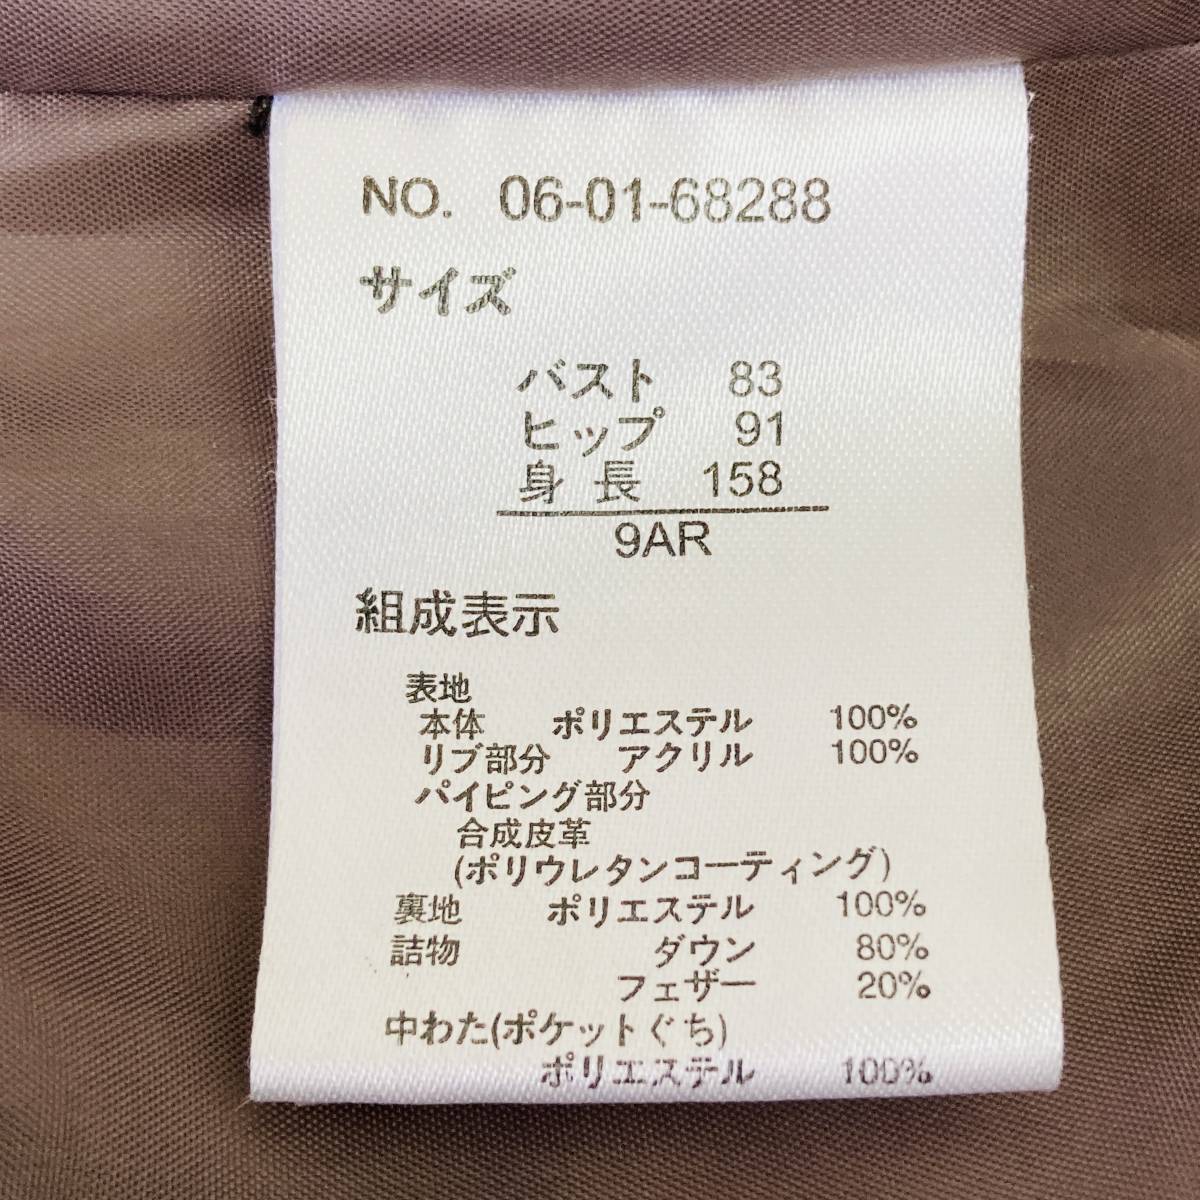 NO. 06-01-68288
サイズ
バスト 83
ヒップ 91
身長 158
9AR
組成表示
表地
本体 ポリエステル 100%
リブ部分 アクリル 100%
パイピング部分
合成皮革
(ポリウレタンコーティング)
裏地 ポリエステル 100%
詰物 ダウン 80%
フェザー 20%
中わた(ポケットぐち)
ポリエステル 100%